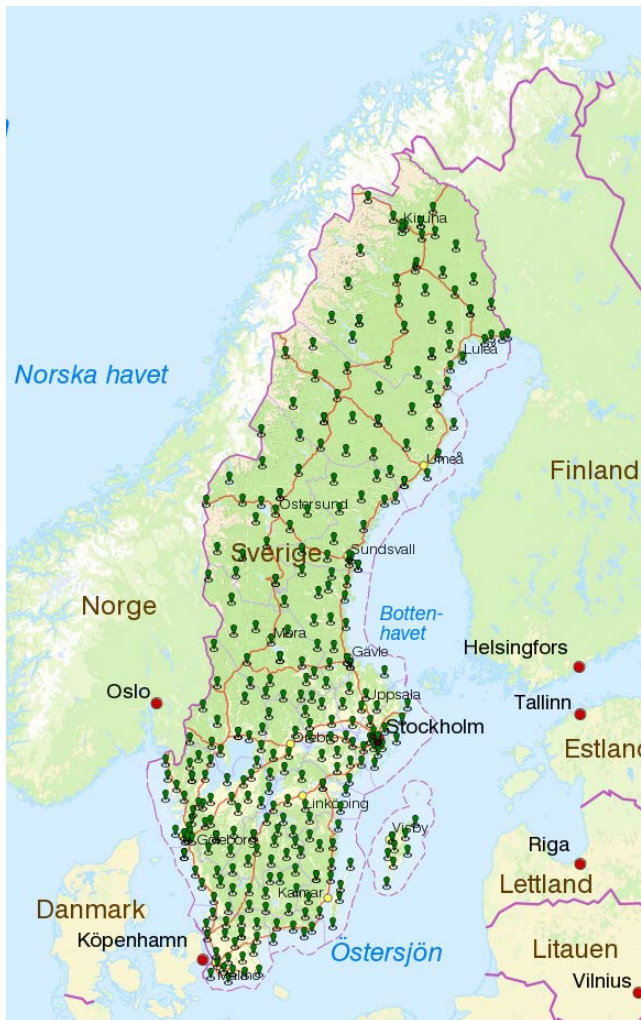 Kiruna
Luleå
Norska havet
Umeå
Finland
Östersund
Sverige
Sundsvall
Norge
Botten-
havet
Mora
Helsingfors
Gävle
Oslo
Uppsala
Tallinn
Stockholm
Örebro
Estland
Linköping
Visby
Göteborg
Riga
Lettland
Kalmar
Danmark
Köpenhamn
Östersjön
Litauen
Malmö
Vilnius